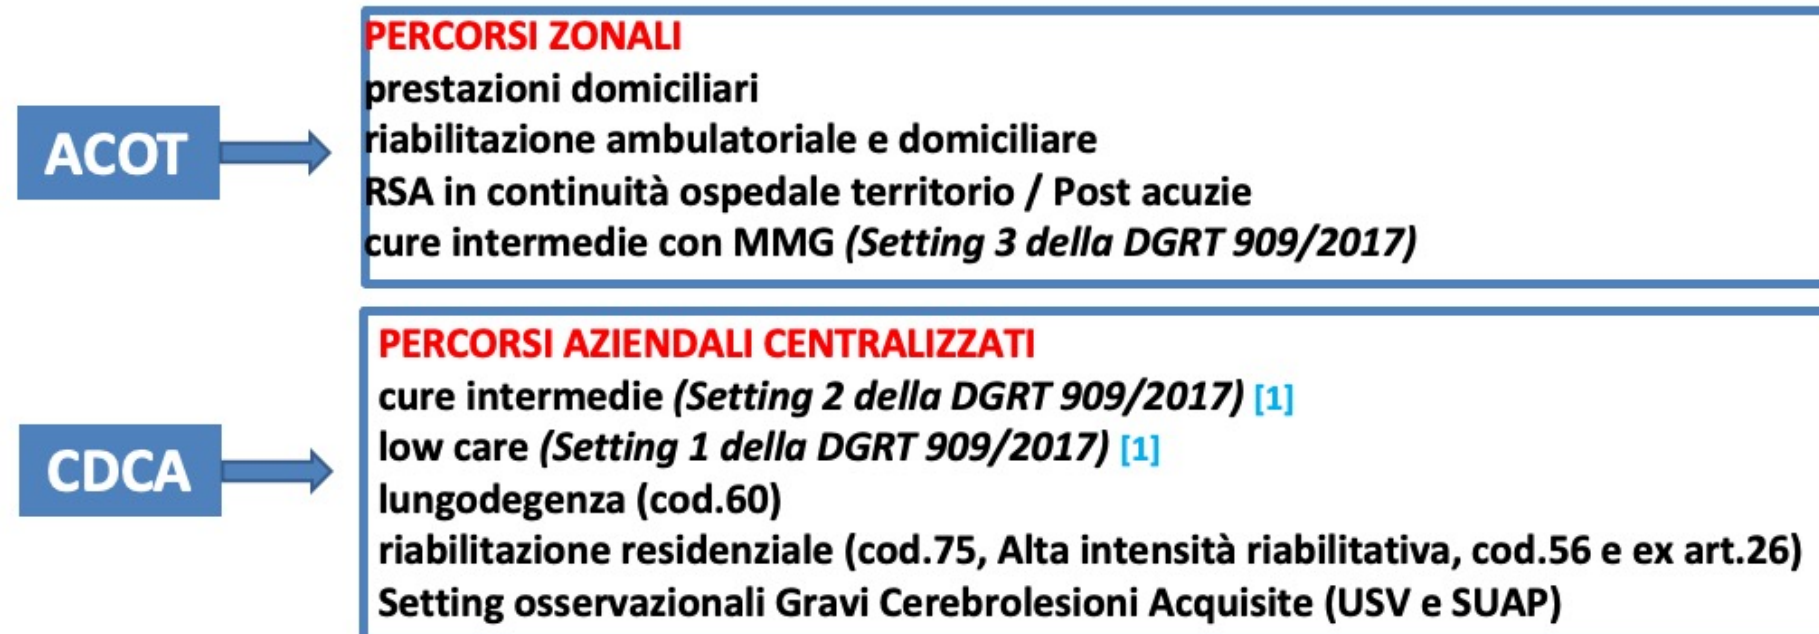 PERCORSI ZONALI
prestazioni domiciliari
riabilitazione ambulatoriale e domiciliare
ACOT
RSA in continuità ospedale territorio / Post acuzie
cure intermedie con MMG (Setting 3 della DGRT 909/2017)
PERCORSI AZIENDALI CENTRALIZZATI
cure intermedie (Setting 2 della DGRT 909/2017) [1]
low care (Setting 1 della DGRT 909/2017) [1]
CDCA
lungodegenza (cod.60)
riabilitazione residenziale (cod.75, Alta intensità riabilitativa, cod.56 e ex art.26)
Setting osservazionali Gravi Cerebrolesioni Acquisite (USV e SUAP)